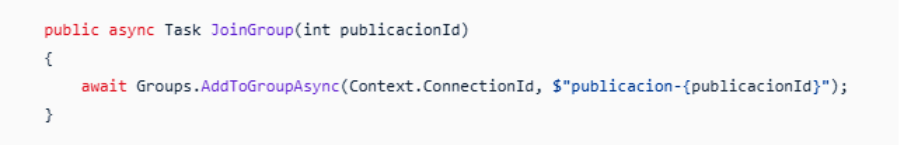 public async Task JoinGroup(int publicacionId)
{
    await Groups.AddToGroupAsync(Context.ConnectionId, $"publicacion-{publicacionId}");
}